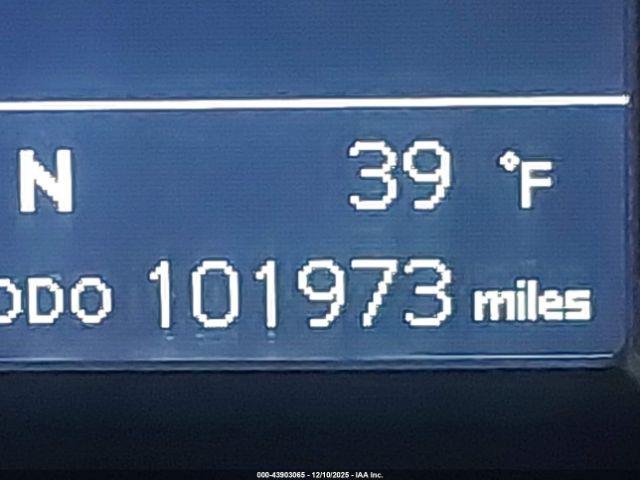 N 39 °F
ODO 101973 miles
000-43903065 - 12/10/2025 - IAA Inc.